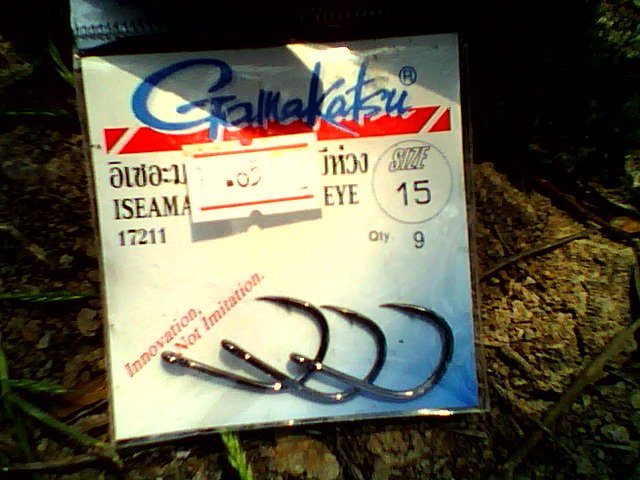 Gamakatsu®
อิเซอะม มีห่วง
ISEAMA EYE
17211
.65
SIZE
15
Qty 9
Innovation,
Not Imitation.